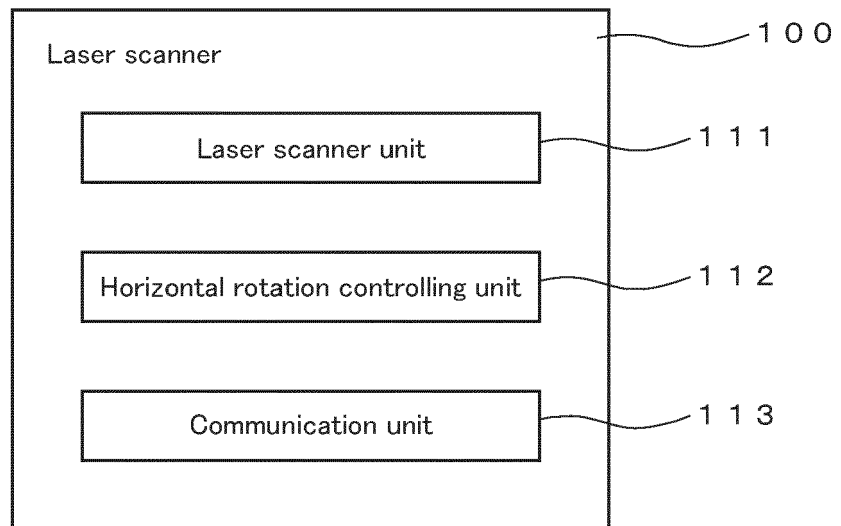 Laser scanner
１００
Laser scanner unit
１１１
Horizontal rotation controlling unit
１１２
Communication unit
１１３